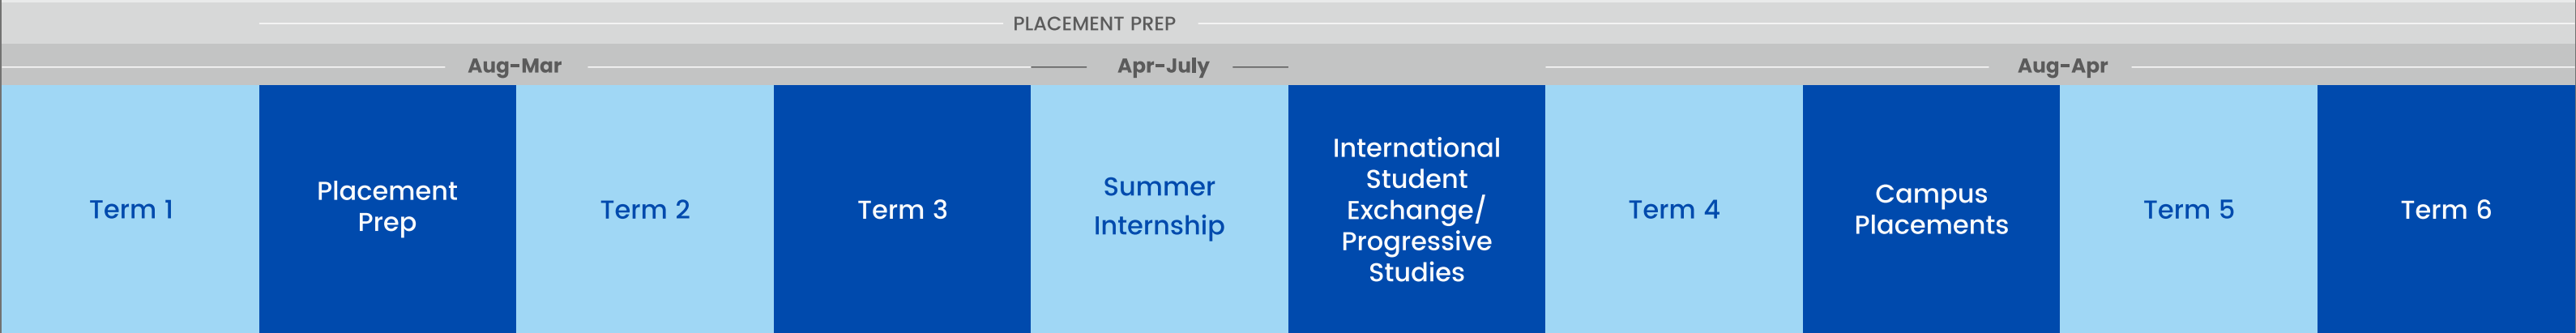 PLACEMENT PREP
Aug-Mar
Apr-July
Aug-Apr
Term 1
Placement
Prep
Term 2
Term 3
Summer
Internship
International
Student
Exchange/
Progressive
Studies
Term 4
Campus
Placements
Term 5
Term 6